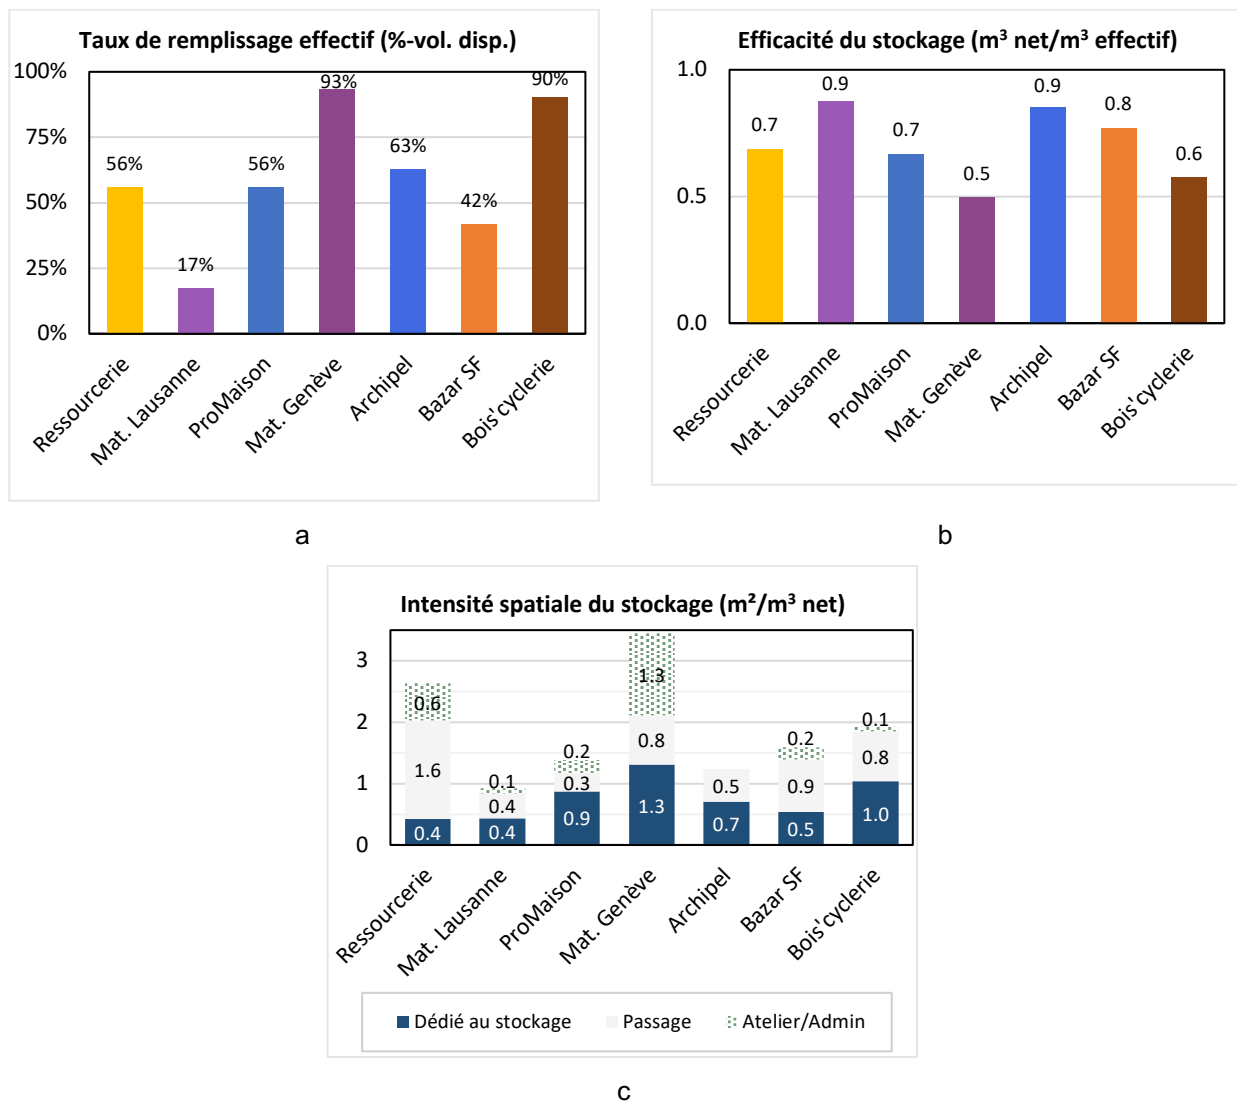 Taux de remplissage effectif (%-vol. disp.)
100%
75%
50%
25%
0%
56%
17%
56%
93%
63%
42%
90%
Ressourcerie
Mat. Lausanne
ProMaison
Mat. Genève
Archipel
Bazar SF
Bois'cyclerie
a
Efficacité du stockage (m³ net/m³ effectif)
1.0
0.5
0.0
0.7
0.9
0.7
0.5
0.9
0.8
0.6
Ressourcerie
Mat. Lausanne
ProMaison
Mat. Genève
Archipel
Bazar SF
Bois'cyclerie
b
Intensité spatiale du stockage (m²/m³ net)
3
2
1
0
0.6
1.6
0.4
0.1
0.4
0.4
0.2
0.3
0.9
1.3
0.8
1.3
0.5
0.7
0.2
0.9
0.5
0.1
0.8
1.0
Ressourcerie
Mat. Lausanne
ProMaison
Mat. Genève
Archipel
Bazar SF
Bois'cyclerie
Dédié au stockage Passage Atelier/Admin
c